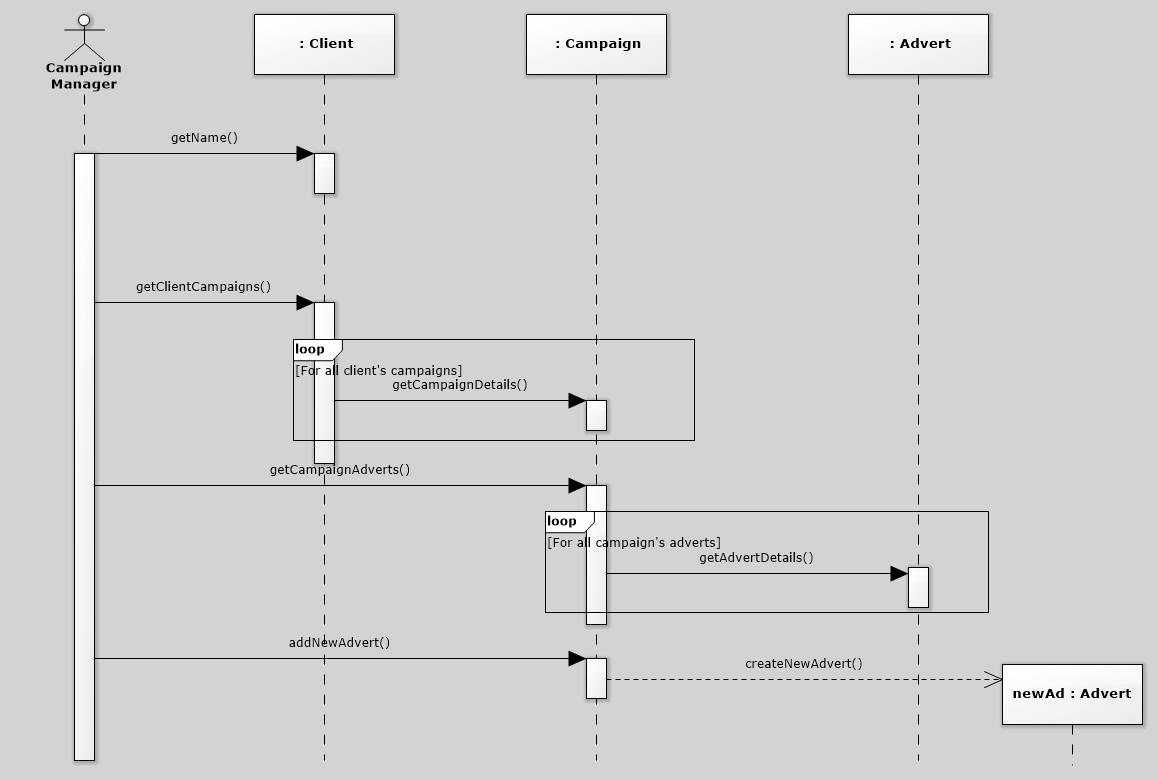 Campaign
Manager
: Client
: Campaign
: Advert
getName()
getClientCampaigns()
loop
[For all client's campaigns]
getCampaignDetails()
getCampaignAdverts()
loop
[For all campaign's adverts]
getAdvertDetails()
addNewAdvert()
createNewAdvert()
newAd : Advert